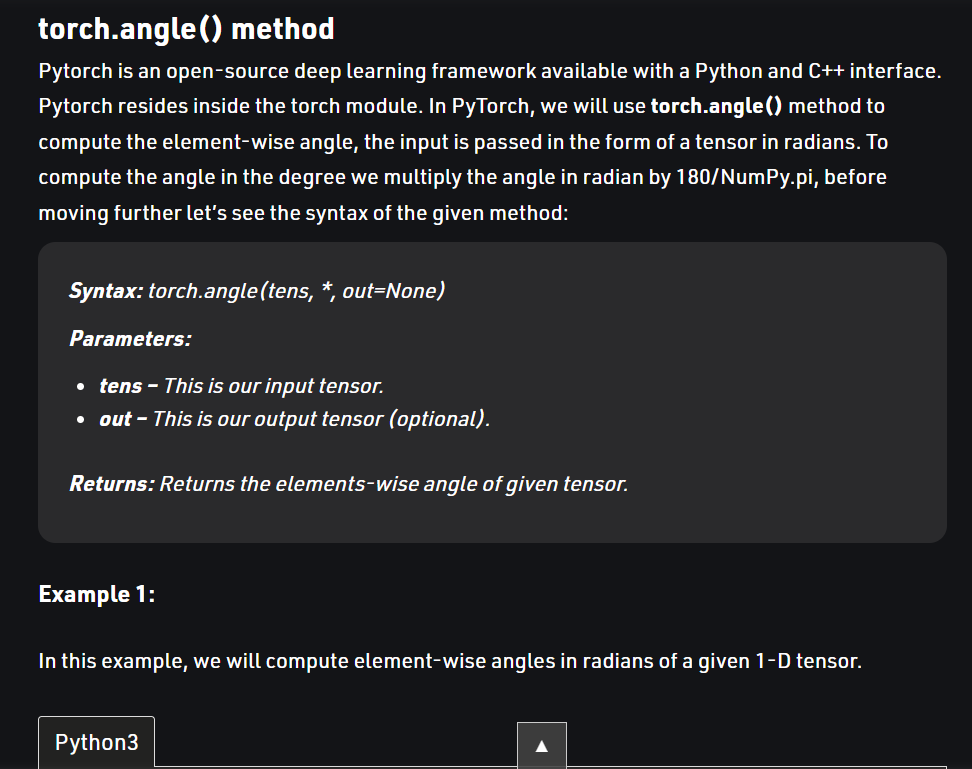 torch.angle() method
Pytorch is an open-source deep learning framework available with a Python and C++ interface.
Pytorch resides inside the torch module. In PyTorch, we will use torch.angle() method to
compute the element-wise angle, the input is passed in the form of a tensor in radians. To
compute the angle in the degree we multiply the angle in radian by 180/NumPy.pi, before
moving further let’s see the syntax of the given method:
Syntax: torch.angle(tens, *, out=None)
Parameters:
• tens – This is our input tensor.
• out – This is our output tensor (optional).
Returns: Returns the elements-wise angle of given tensor.
Example 1:
In this example, we will compute element-wise angles in radians of a given 1-D tensor.
Python3
▲